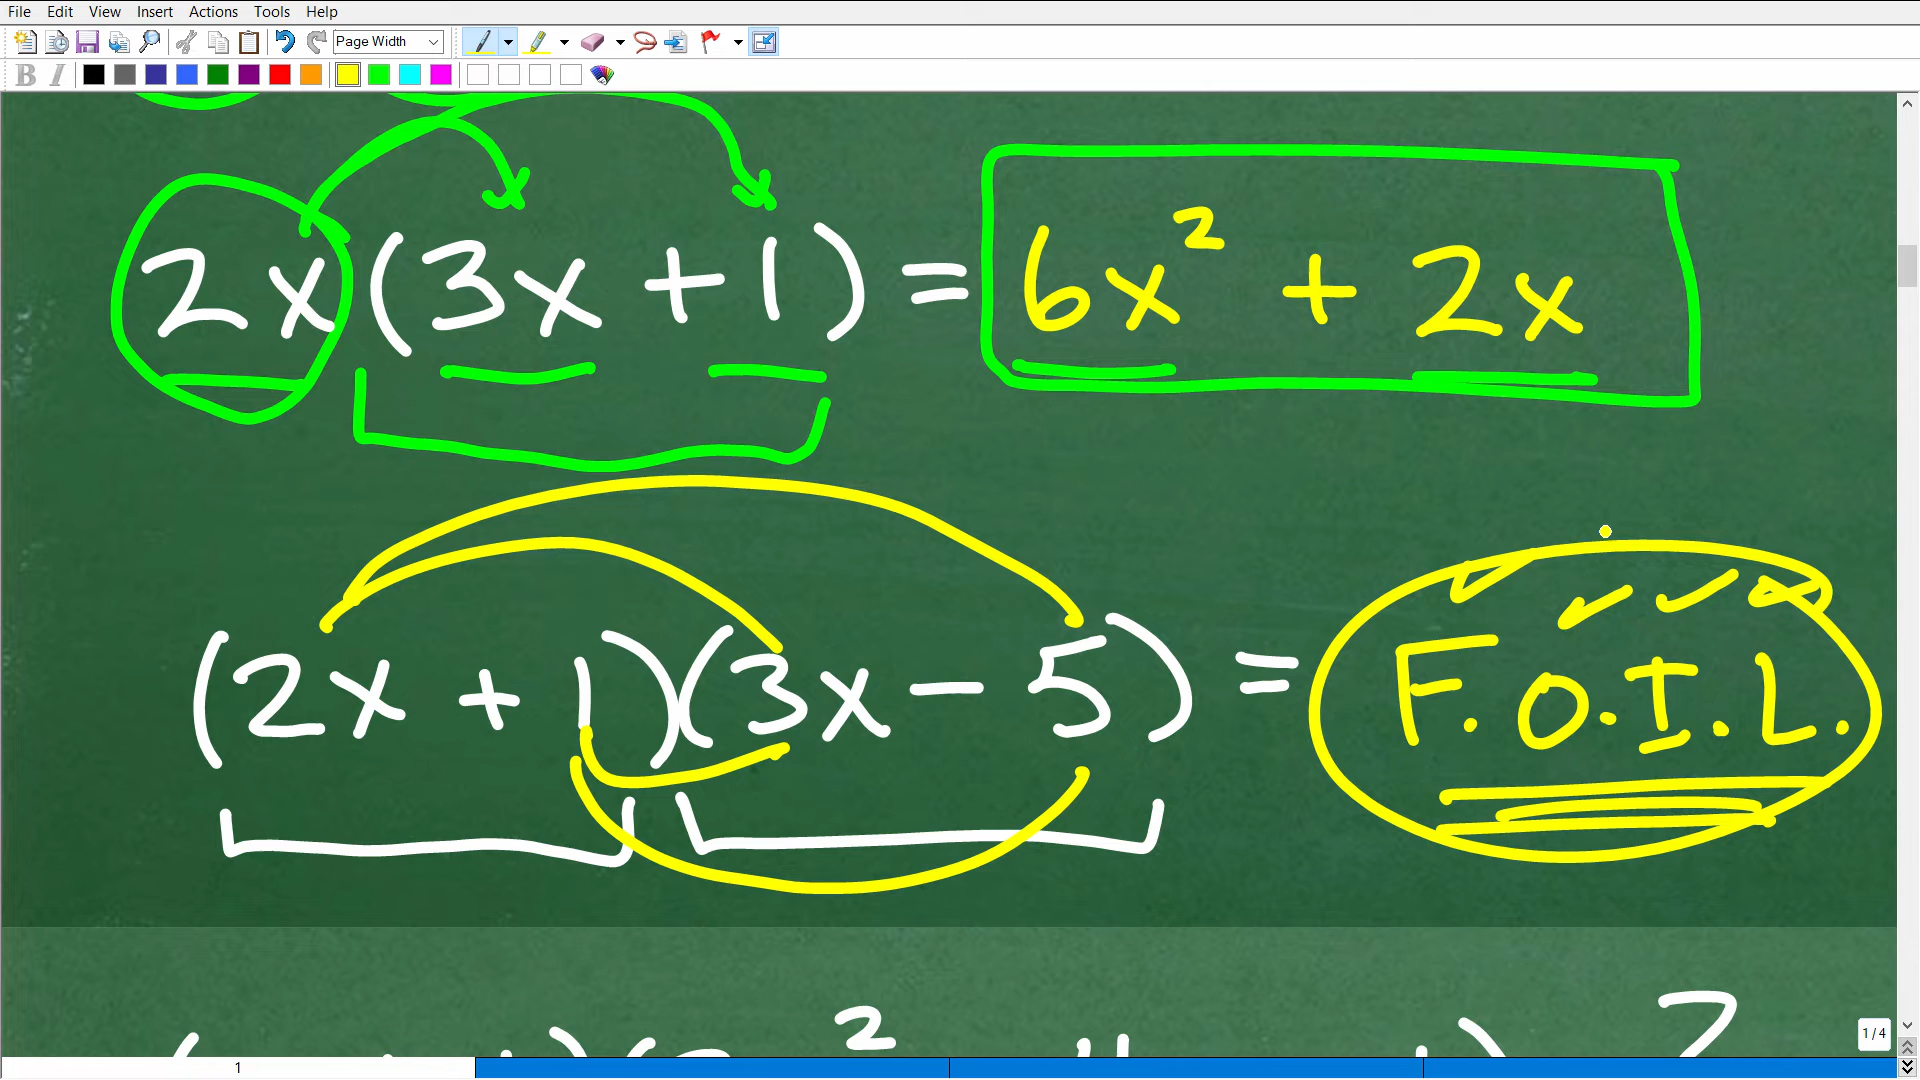 File Edit View Insert Actions Tools Help
Page Width
B I
2x(3x + 1) = 6x² + 2x
(2x + 1)(3x - 5) = F.O.I.L.
1 / 4
1